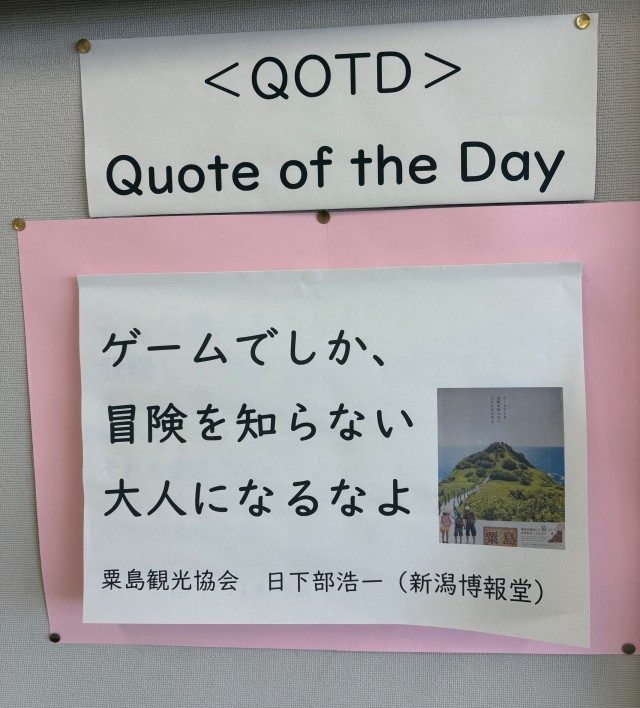 ＜QOTD＞
Quote of the Day
ゲームでしか、
冒険を知らない
大人になるなよ
粟島観光協会　日下部浩一（新潟博報堂）
粟島